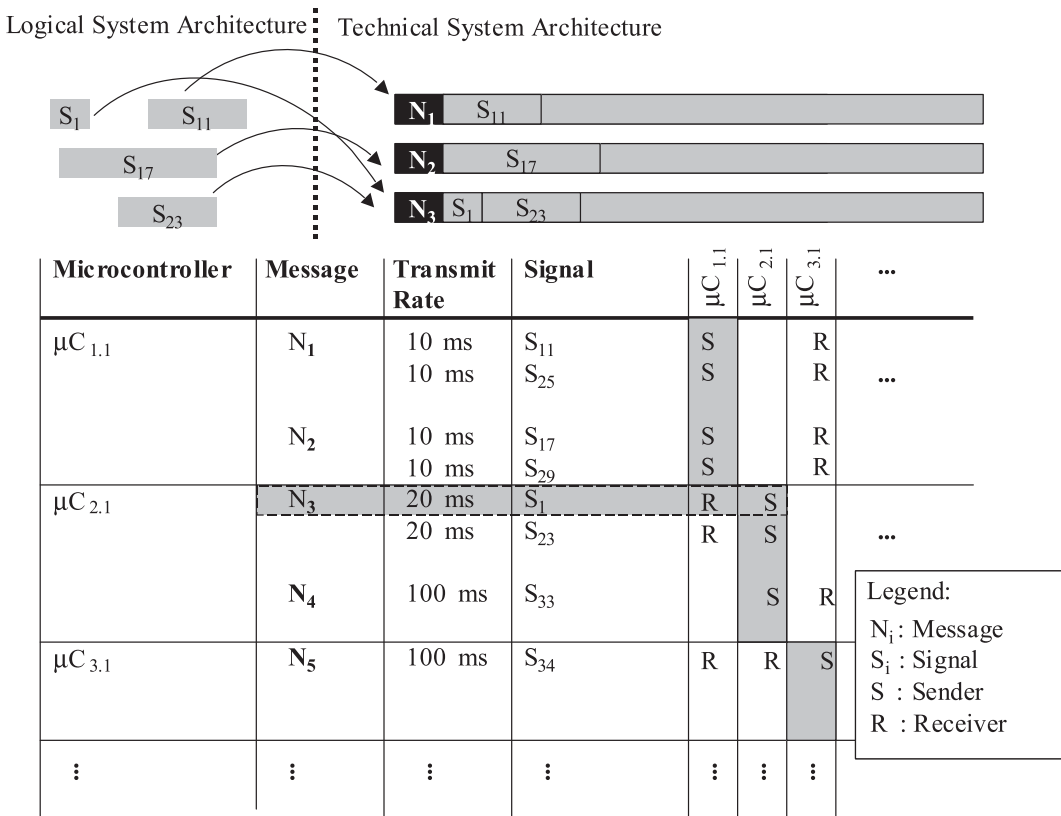 Logical System Architecture Technical System Architecture
S1 S11 N1 S11
S17 N2 S17
S23 N3 S1 S23
Microcontroller Message Transmit Rate Signal μC 1.1 μC 2.1 μC 3.1 ...
μC 1.1 N1 10 ms S11 S R
10 ms S25 S R ...
N2 10 ms S17 S R
10 ms S29 S R
μC 2.1 N3 20 ms S1 R S
20 ms S23 R S ...
N4 100 ms S33 S R
μC 3.1 N5 100 ms S34 R R S
⋮ ⋮ ⋮ ⋮ ⋮ ⋮ ⋮
Legend:
Ni : Message
Si : Signal
S : Sender
R : Receiver